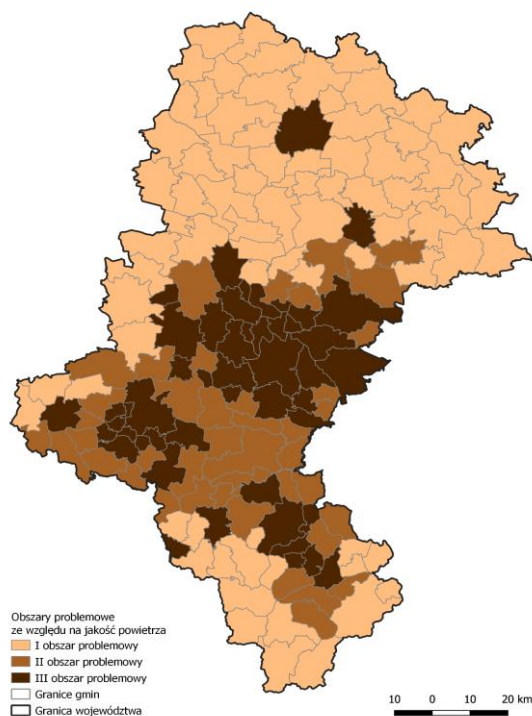 Obszary problemowe
ze względu na jakość powietrza
I obszar problemowy
II obszar problemowy
III obszar problemowy
Granice gmin
Granica województwa
10 0 10 20 km